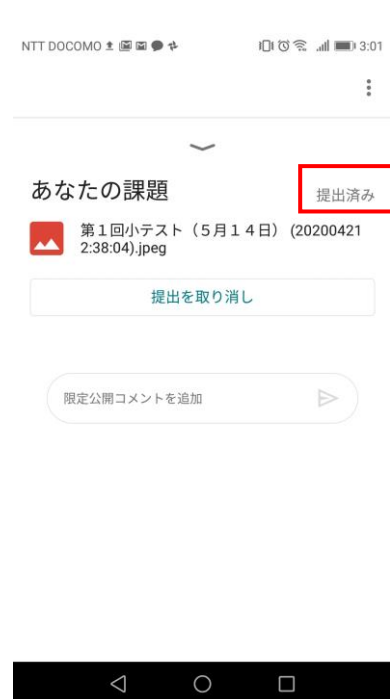 NTT DOCOMO 3:01
あなたの課題
提出済み
第１回小テスト（５月１４日） (20200421
2:38:04).jpeg
提出を取り消し
限定公開コメントを追加